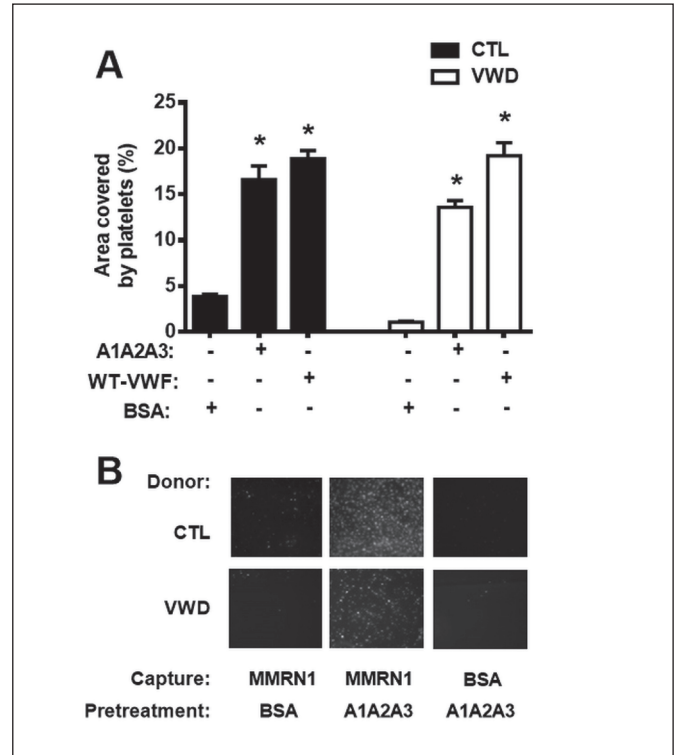 A
CTL
VWD
Area covered
by platelets (%)
25
20
15
10
5
0
* * * *
A1A2A3: - + - - + -
WT-VWF: - - + - - +
BSA: + - - + - -
B
Donor:
CTL
VWD
Capture: MMRN1 MMRN1 BSA
Pretreatment: BSA A1A2A3 A1A2A3